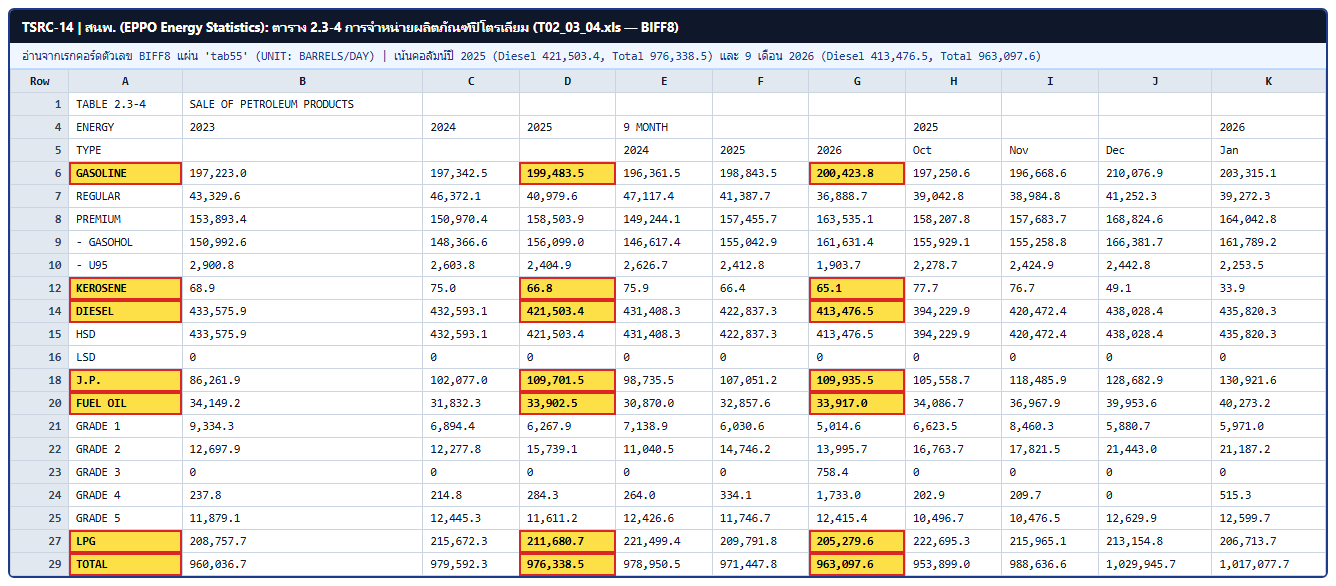 TSRC-14 | สนพ. (EPPO Energy Statistics): ตาราง 2.3-4 การจำหน่ายผลิตภัณฑ์ปิโตรเลียม (T02_03_04.xls — BIFF8)
อ่านจากเรกคอร์ดตัวเลข BIFF8 แผ่น 'tab55' (UNIT: BARRELS/DAY) | เน้นคอลัมน์ปี 2025 (Diesel 421,503.4, Total 976,338.5) และ 9 เดือน 2026 (Diesel 413,476.5, Total 963,097.6)
Row A B C D E F G H I J K
1 TABLE 2.3-4 SALE OF PETROLEUM PRODUCTS
4 ENERGY 2023 2024 2025 9 MONTH 2025 2026
5 TYPE 2024 2025 2026 Oct Nov Dec Jan
6 GASOLINE 197,223.0 197,342.5 199,483.5 196,361.5 198,843.5 200,423.8 197,250.6 196,668.6 210,076.9 203,315.1
7 REGULAR 43,329.6 46,372.1 40,979.6 47,117.4 41,387.7 36,888.7 39,042.8 38,984.8 41,252.3 39,272.3
8 PREMIUM 153,893.4 150,970.4 158,503.9 149,244.1 157,455.7 163,535.1 158,207.8 157,683.7 168,824.6 164,042.8
9 - GASOHOL 150,992.6 148,366.6 156,099.0 146,617.4 155,042.9 161,631.4 155,929.1 155,258.8 166,381.7 161,789.2
10 - U95 2,900.8 2,603.8 2,404.9 2,626.7 2,412.8 1,903.7 2,278.7 2,424.9 2,442.8 2,253.5
12 KEROSENE 68.9 75.0 66.8 75.9 66.4 65.1 77.7 76.7 49.1 33.9
14 DIESEL 433,575.9 432,593.1 421,503.4 431,408.3 422,837.3 413,476.5 394,229.9 420,472.4 438,028.4 435,820.3
15 HSD 433,575.9 432,593.1 421,503.4 431,408.3 422,837.3 413,476.5 394,229.9 420,472.4 438,028.4 435,820.3
16 LSD 0 0 0 0 0 0 0 0 0 0
18 J.P. 86,261.9 102,077.0 109,701.5 98,735.5 107,051.2 109,935.5 105,558.7 118,485.9 128,682.9 130,921.6
20 FUEL OIL 34,149.2 31,832.3 33,902.5 30,870.0 32,857.6 33,917.0 34,086.7 36,967.9 39,953.6 40,273.2
21 GRADE 1 9,334.3 6,894.4 6,267.9 7,138.9 6,030.6 5,014.6 6,623.5 8,460.3 5,880.7 5,971.0
22 GRADE 2 12,697.9 12,277.8 15,739.1 11,040.5 14,746.2 13,995.7 16,763.7 17,821.5 21,443.0 21,187.2
23 GRADE 3 0 0 0 0 0 758.4 0 0 0 0
24 GRADE 4 237.8 214.8 284.3 264.0 334.1 1,733.0 202.9 209.7 0 515.3
25 GRADE 5 11,879.1 12,445.3 11,611.2 12,426.6 11,746.7 12,415.4 10,496.7 10,476.5 12,629.9 12,599.7
27 LPG 208,757.7 215,672.3 211,680.7 221,499.4 209,791.8 205,279.6 222,695.3 215,965.1 213,154.8 206,713.7
29 TOTAL 960,036.7 979,592.3 976,338.5 978,950.5 971,447.8 963,097.6 953,899.0 988,636.6 1,029,945.7 1,017,077.7